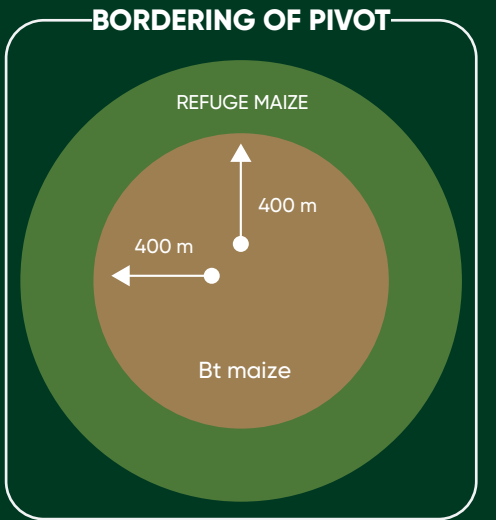 BORDERING OF PIVOT
REFUGE MAIZE
400 m
400 m
Bt maize